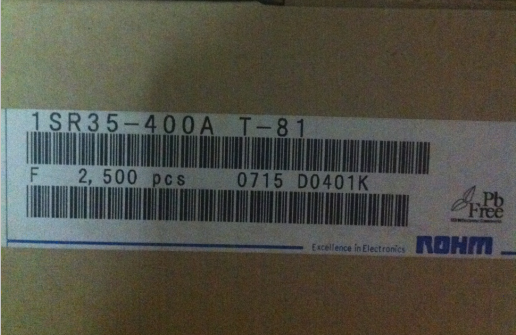 1SR35-400A T-81
F 2,500 pcs 0715 D0401K
Pb
Free
Excellence in Electronics ROHM